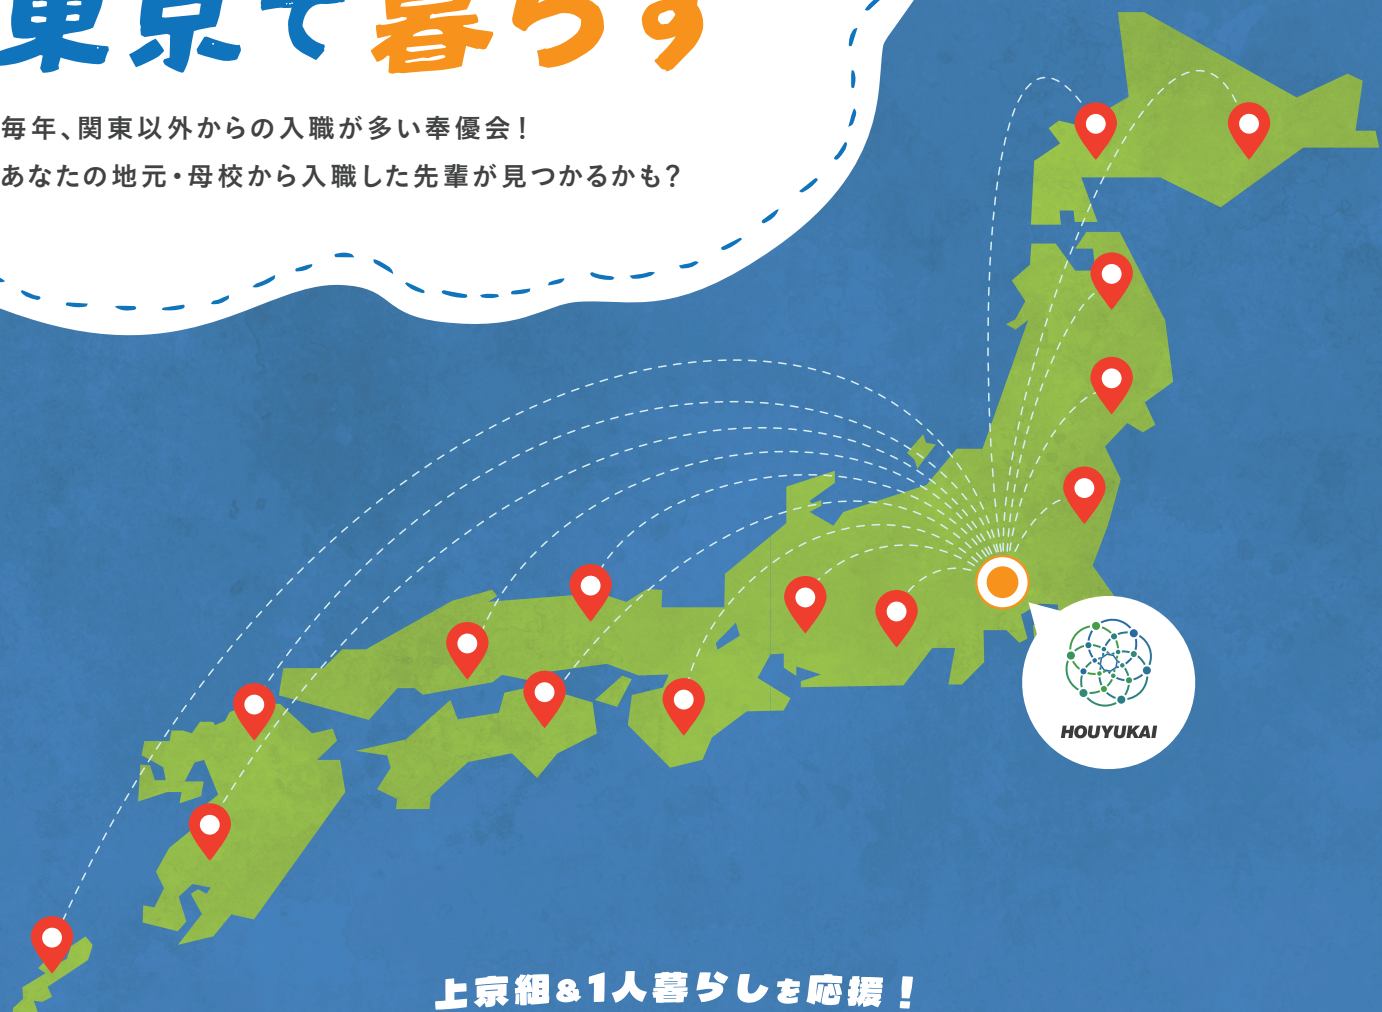 東京で暮らす
毎年、関東以外からの入職が多い奉優会！
あなたの地元・母校から入職した先輩が見つかるかも？
HOUYUKAI
上京組&1人暮らしを応援！